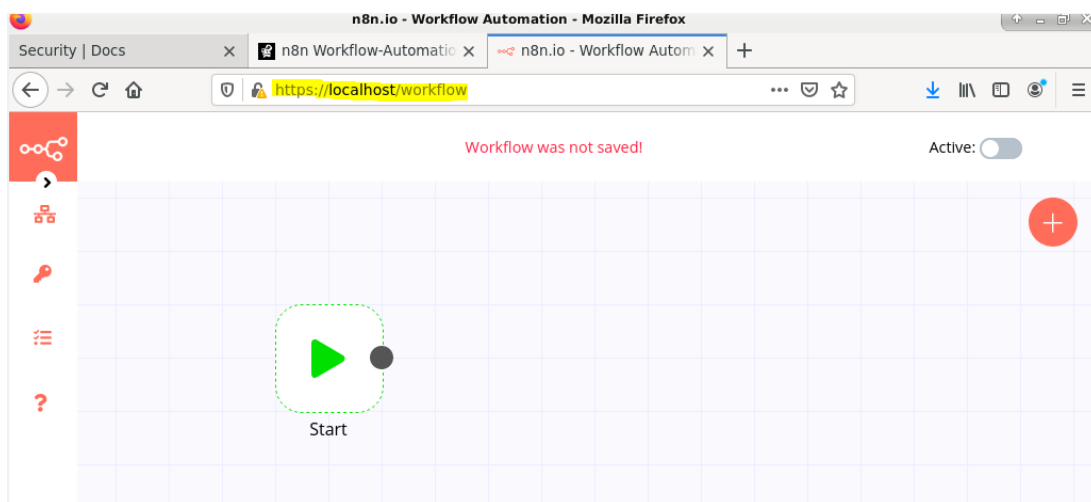 n8n.io - Workflow Automation - Mozilla Firefox
Security | Docs
n8n Workflow-Automatio
n8n.io - Workflow Autom
https://localhost/workflow
Workflow was not saved!
Active:
Start